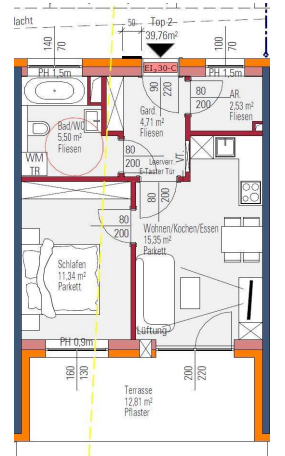 dacht
50
Top 2
39,76m²
140
70
100
70
PH 1,5m
EI₂30-C
PH 1,5m
90
220
80
200
AR.
2,53 m²
Fliesen
Gard
4,71 m²
Fliesen
Bad/WC
5,50 m²
Fliesen
WM
TR
80
200
Leerverr
E-Taster Tür
VT
80
200
80
200
Wohnen/Kochen/Essen
15,35 m²
Parkett
Schlafen
11,34 m²
Parkett
Lüftung
PH 0,9m
160
130
200
220
Terrasse
12,81 m²
Pflaster